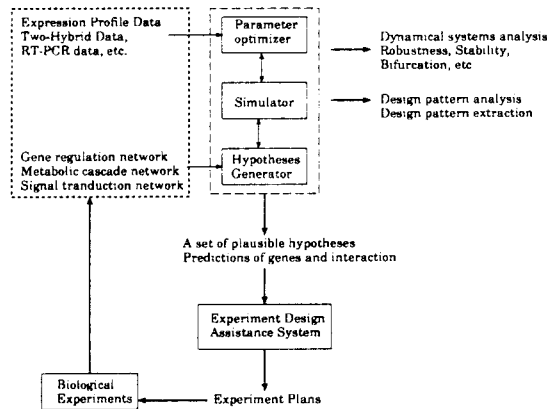 Expression Profile Data
Two-Hybrid Data,
RT-PCR data, etc.
Parameter
optimizer
Dynamical systems analysis
Robustness, Stability,
Bifurcation, etc
Simulator
Design pattern analysis
Design pattern extraction
Gene regulation network
Metabolic cascade network
Signal tranduction network
Hypotheses
Generator
A set of plausible hypotheses
Predictions of genes and interaction
Experiment Design
Assistance System
Biological
Experiments
Experiment Plans